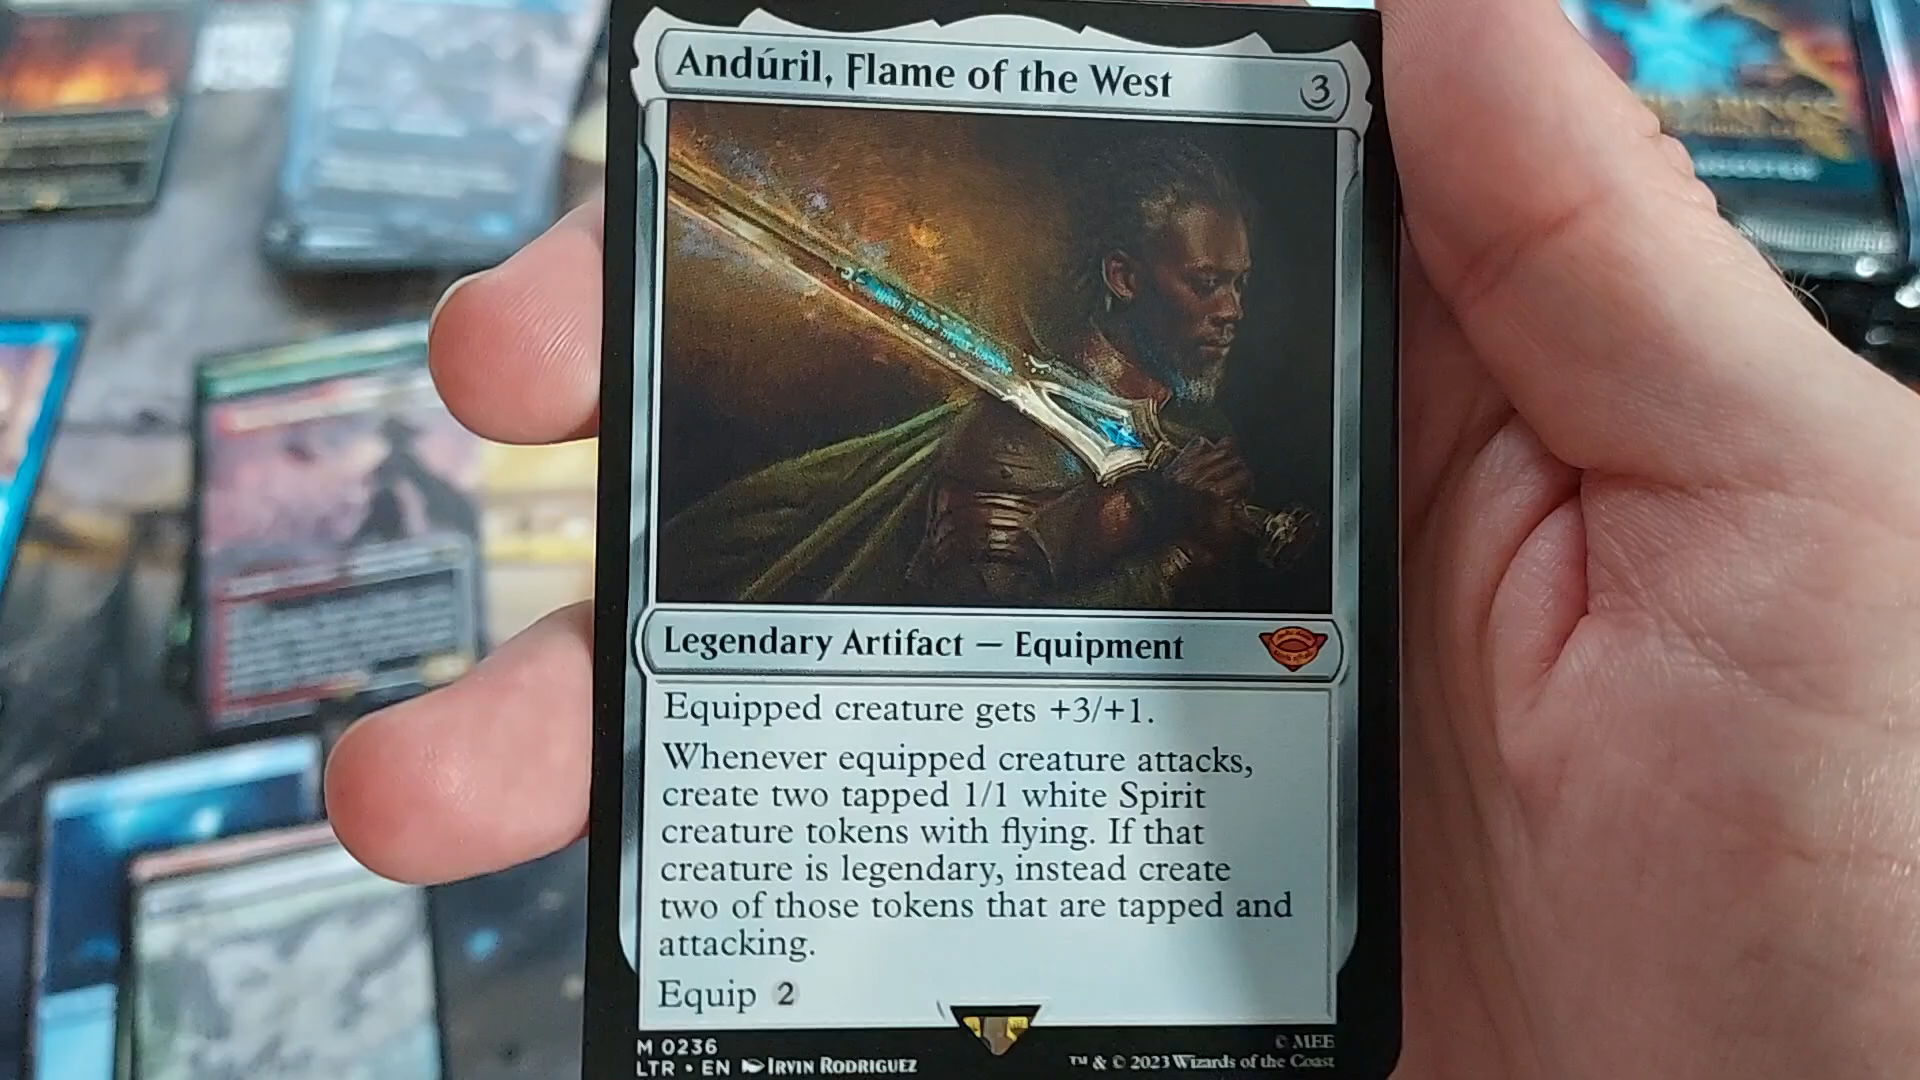 Andúril, Flame of the West 3
Legendary Artifact — Equipment
Equipped creature gets +3/+1.
Whenever equipped creature attacks,
create two tapped 1/1 white Spirit
creature tokens with flying. If that
creature is legendary, instead create
two of those tokens that are tapped and
attacking.
Equip 2
M 0236
LTR • EN Irvin Rodriguez
© MEE
™ & © 2023 Wizards of the Coast